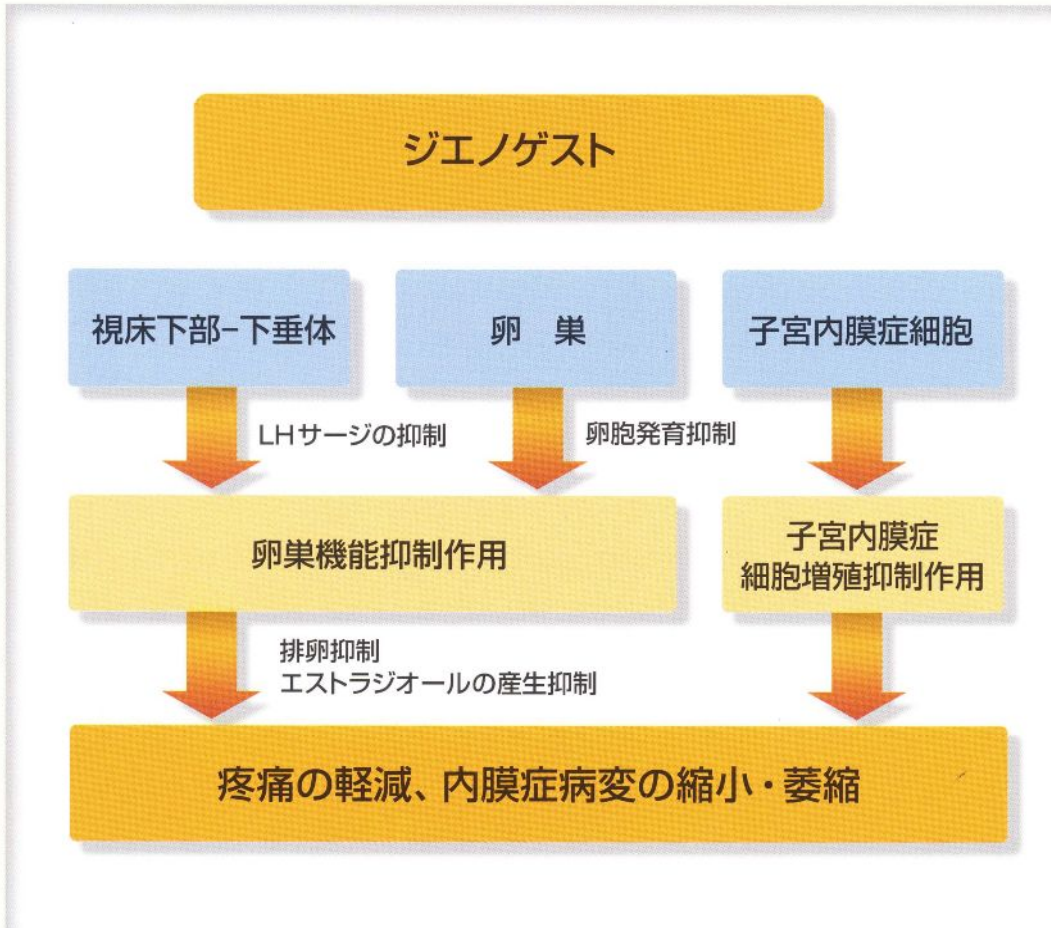 ジエノゲスト
視床下部−下垂体
卵　巣
子宮内膜症細胞
LHサージの抑制
卵胞発育抑制
卵巣機能抑制作用
子宮内膜症
細胞増殖抑制作用
排卵抑制
エストラジオールの産生抑制
疼痛の軽減、内膜症病変の縮小・萎縮